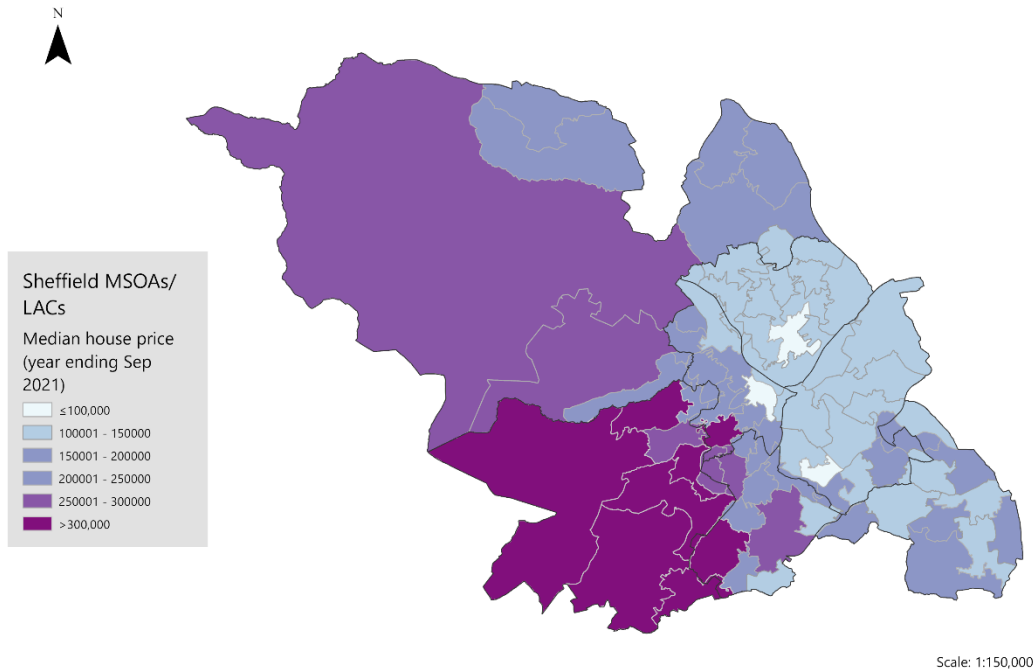 N
Sheffield MSOAs/
LACs
Median house price
(year ending Sep
2021)
≤100,000
100001 - 150000
150001 - 200000
200001 - 250000
250001 - 300000
>300,000
Scale: 1:150,000